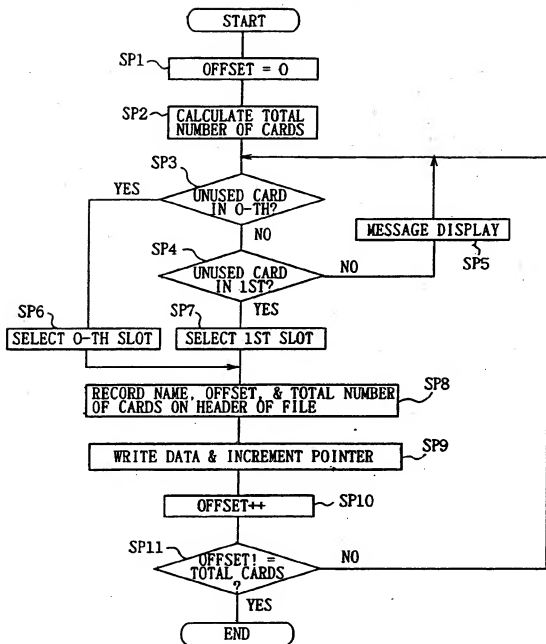 START
SP1
OFFSET = 0
SP2
CALCULATE TOTAL
NUMBER OF CARDS
SP3
YES
UNUSED CARD
IN 0-TH?
NO
MESSAGE DISPLAY
SP5
SP4
UNUSED CARD
IN 1ST?
NO
YES
SP6
SELECT 0-TH SLOT
SP7
SELECT 1ST SLOT
RECORD NAME, OFFSET, & TOTAL NUMBER
OF CARDS ON HEADER OF FILE
SP8
WRITE DATA & INCREMENT POINTER
SP9
OFFSET++
SP10
SP11
OFFSET! =
TOTAL CARDS
?
NO
YES
END